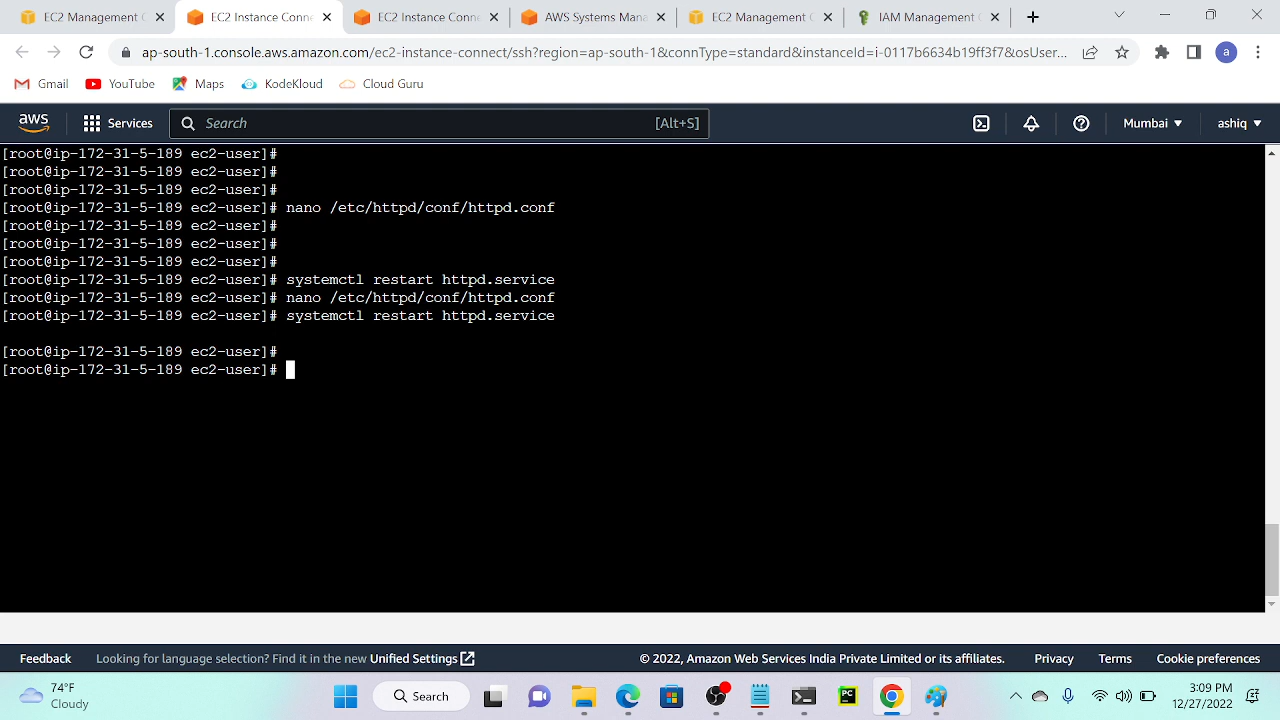 EC2 Management C
EC2 Instance Conne
EC2 Instance Conne
AWS Systems Mana
EC2 Management C
IAM Management C
ap-south-1.console.aws.amazon.com/ec2-instance-connect/ssh?region=ap-south-1&connType=standard&instanceId=i-0117b6634b19ff3f7&osUser...
a
Gmail
YouTube
Maps
KodeKloud
Cloud Guru
aws
Services
Search
[Alt+S]
Mumbai
ashiq
[root@ip-172-31-5-189 ec2-user]#
[root@ip-172-31-5-189 ec2-user]#
[root@ip-172-31-5-189 ec2-user]#
[root@ip-172-31-5-189 ec2-user]# nano /etc/httpd/conf/httpd.conf
[root@ip-172-31-5-189 ec2-user]#
[root@ip-172-31-5-189 ec2-user]#
[root@ip-172-31-5-189 ec2-user]#
[root@ip-172-31-5-189 ec2-user]# systemctl restart httpd.service
[root@ip-172-31-5-189 ec2-user]# nano /etc/httpd/conf/httpd.conf
[root@ip-172-31-5-189 ec2-user]# systemctl restart httpd.service
[root@ip-172-31-5-189 ec2-user]#
[root@ip-172-31-5-189 ec2-user]#
Feedback
Looking for language selection? Find it in the new Unified Settings
© 2022, Amazon Web Services India Private Limited or its affiliates.
Privacy
Terms
Cookie preferences
74°F
Cloudy
Search
PC
3:09 PM
12/27/2022